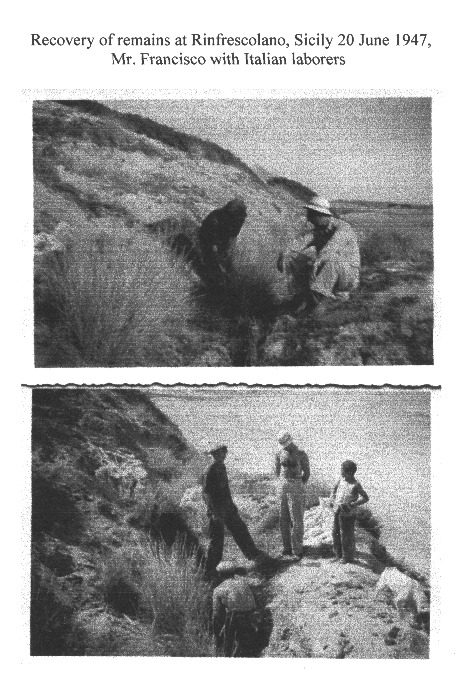 Recovery of remains at Rinfrescolano, Sicily 20 June 1947,
Mr. Francisco with Italian laborers